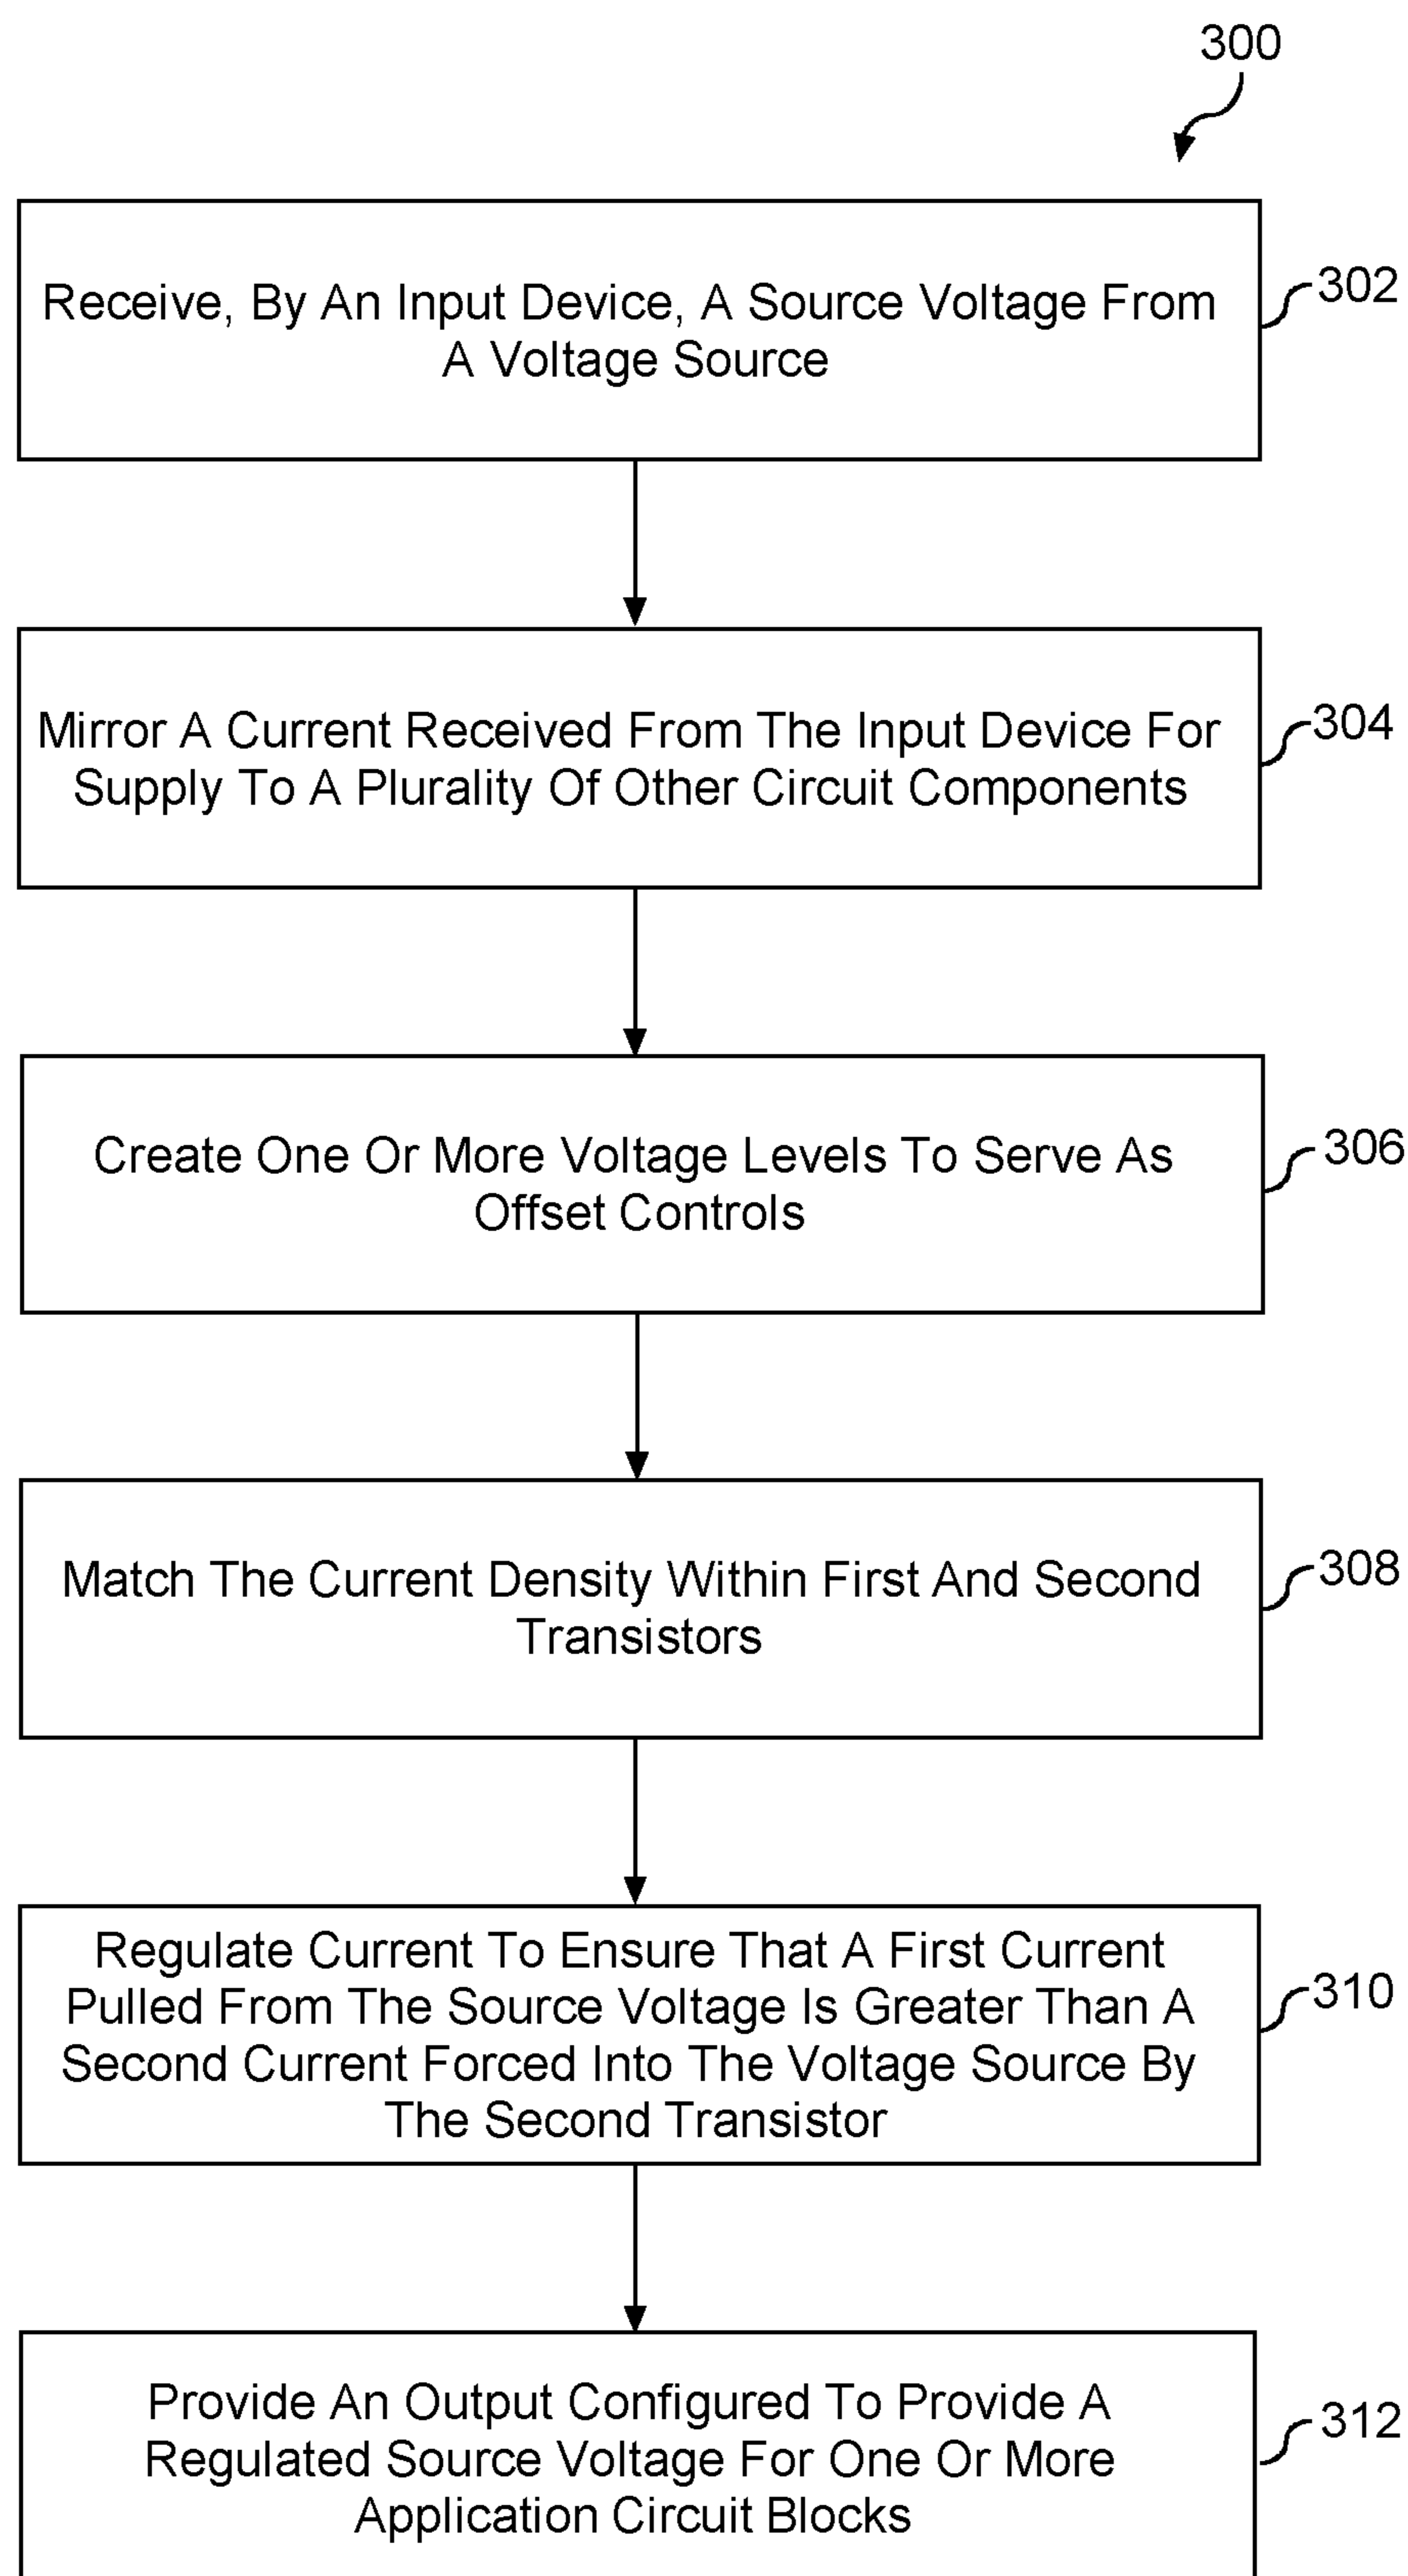 300
Receive, By An Input Device, A Source Voltage From
A Voltage Source
302
Mirror A Current Received From The Input Device For
Supply To A Plurality Of Other Circuit Components
304
Create One Or More Voltage Levels To Serve As
Offset Controls
306
Match The Current Density Within First And Second
Transistors
308
Regulate Current To Ensure That A First Current
Pulled From The Source Voltage Is Greater Than A
Second Current Forced Into The Voltage Source By
The Second Transistor
310
Provide An Output Configured To Provide A
Regulated Source Voltage For One Or More
Application Circuit Blocks
312